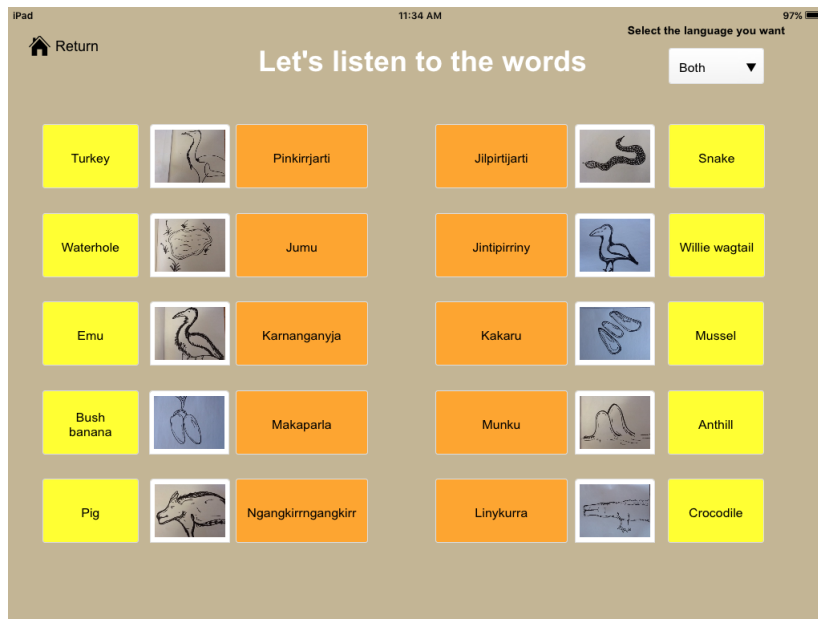 iPad 11:34 AM 97%
Select the language you want
Return
Let's listen to the words
Both
Turkey Pinkirrjarti Jilpirtijarti Snake
Waterhole Jumu Jintipirriny Willie wagtail
Emu Karnanganyja Kakaru Mussel
Bush
banana Makaparla Munku Anthill
Pig Ngangkirrngangkirr Linykurra Crocodile